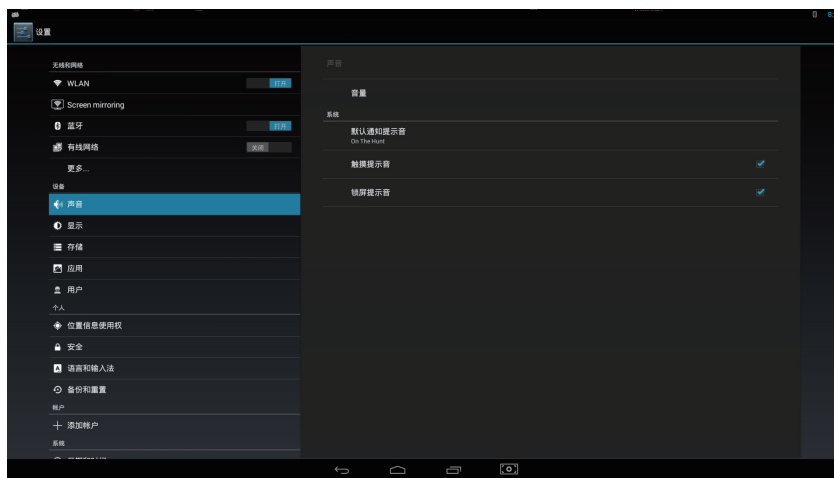 设置
无线和网络
WLAN 打开
Screen mirroring
蓝牙 打开
有线网络 关闭
更多...
设备
声音
显示
存储
应用
用户
个人
位置信息使用权
安全
语言和输入法
备份和重置
帐户
添加帐户
系统
声音
音量
系统
默认通知提示音
On The Hunt
触摸提示音
锁屏提示音